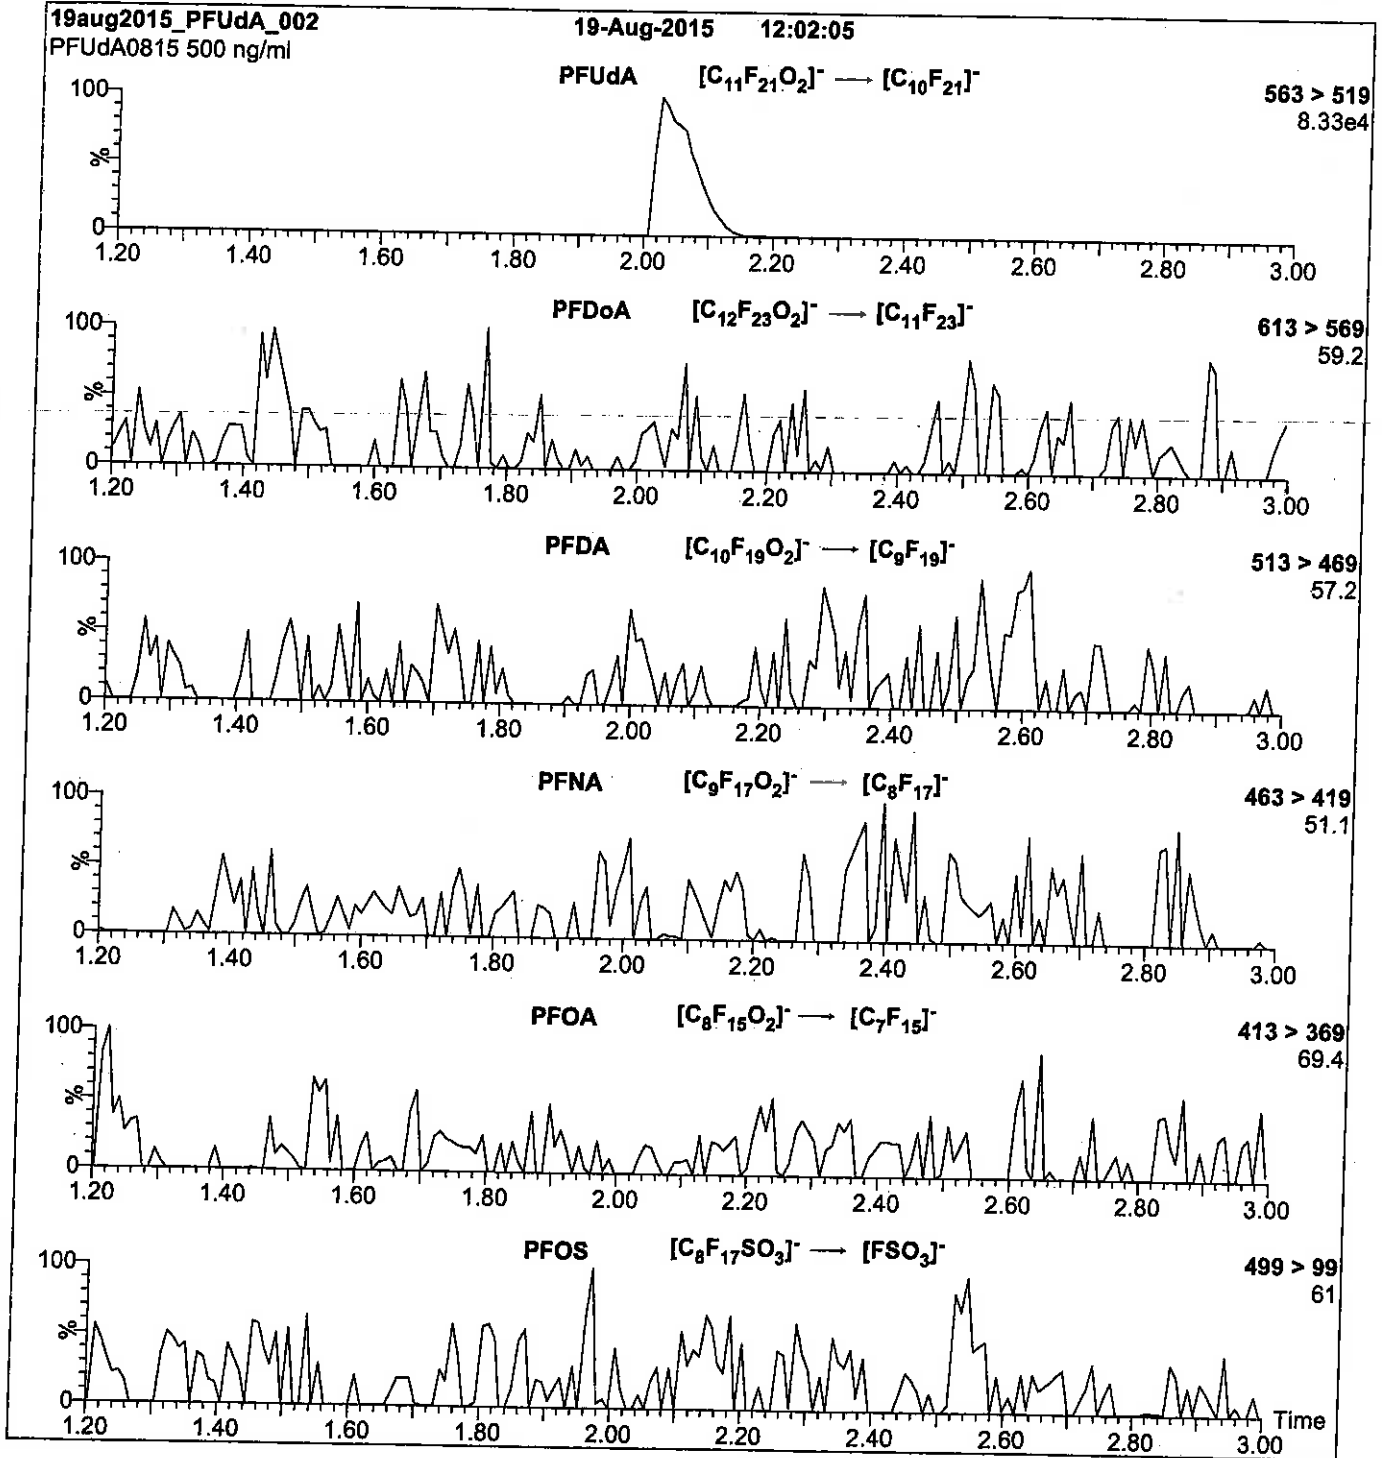 19aug2015_PFUdA_002 19-Aug-2015 12:02:05
PFUdA0815 500 ng/ml
PFUdA [C₁₁F₂₁O₂]⁻ → [C₁₀F₂₁]⁻
563 > 519
8.33e4
100
%
0
1.20 1.40 1.60 1.80 2.00 2.20 2.40 2.60 2.80 3.00
PFDoA [C₁₂F₂₃O₂]⁻ → [C₁₁F₂₃]⁻
613 > 569
59.2
100
%
0
1.20 1.40 1.60 1.80 2.00 2.20 2.40 2.60 2.80 3.00
PFDA [C₁₀F₁₉O₂]⁻ → [C₉F₁₉]⁻
513 > 469
57.2
100
%
0
1.20 1.40 1.60 1.80 2.00 2.20 2.40 2.60 2.80 3.00
PFNA [C₉F₁₇O₂]⁻ → [C₈F₁₇]⁻
463 > 419
51.1
100
%
0
1.20 1.40 1.60 1.80 2.00 2.20 2.40 2.60 2.80 3.00
PFOA [C₈F₁₅O₂]⁻ → [C₇F₁₅]⁻
413 > 369
69.4
100
%
0
1.20 1.40 1.60 1.80 2.00 2.20 2.40 2.60 2.80 3.00
PFOS [C₈F₁₇SO₃]⁻ → [FSO₃]⁻
499 > 99
61
100
%
0
Time
1.20 1.40 1.60 1.80 2.00 2.20 2.40 2.60 2.80 3.00